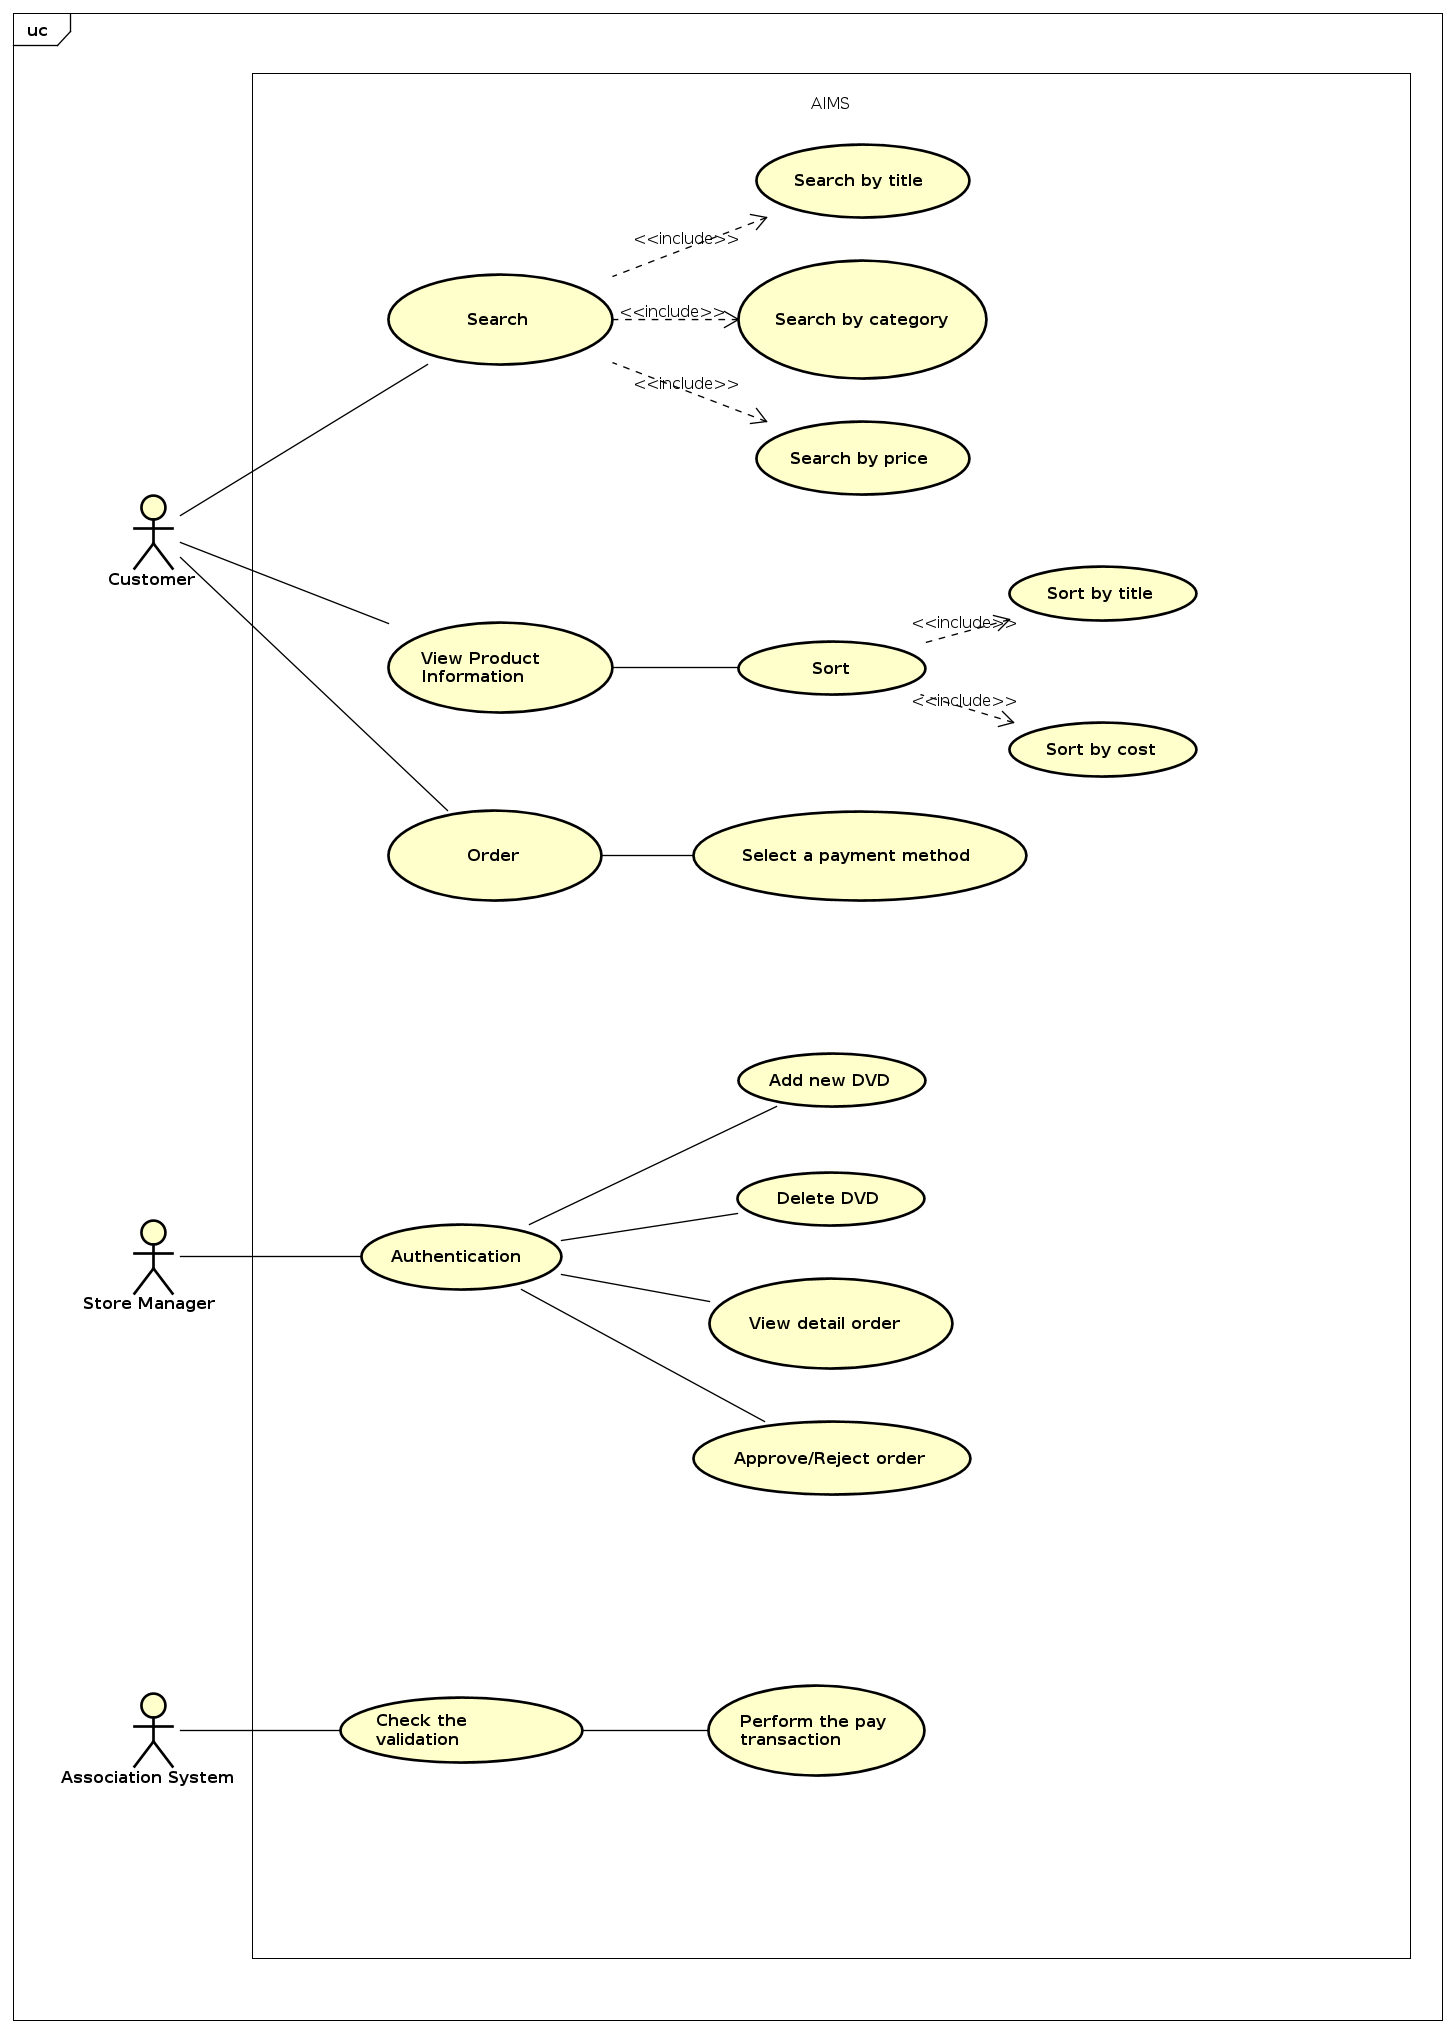 uc
AIMS
Search by title
<<include>>
Search
<<include>>
Search by category
<<include>>
Search by price
Customer
Sort by title
<<include>>
View Product
Information
Sort
<<include>>
Sort by cost
Order
Select a payment method
Add new DVD
Delete DVD
Authentication
Store Manager
View detail order
Approve/Reject order
Check the
validation
Perform the pay
transaction
Association System